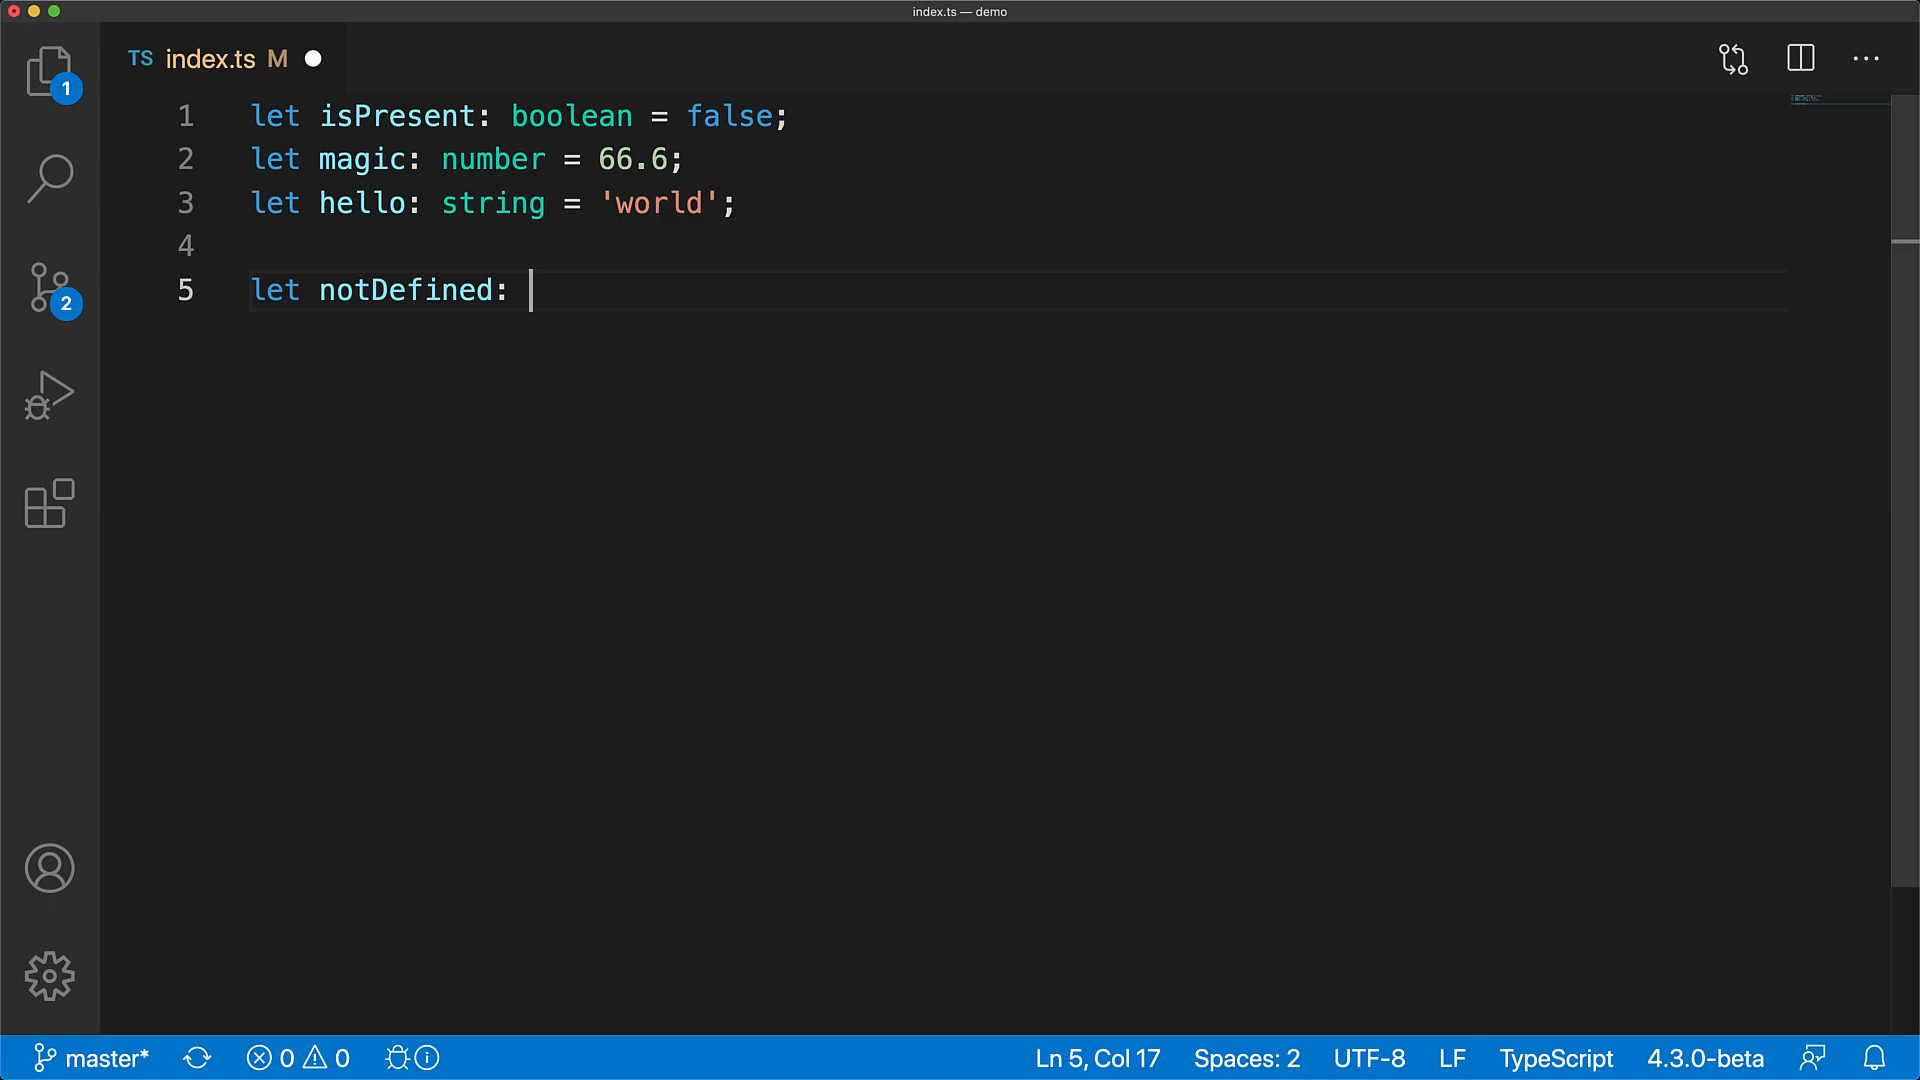 index.ts — demo
TS index.ts M
1
1 let isPresent: boolean = false;
2 let magic: number = 66.6;
3 let hello: string = 'world';
4
5 let notDefined:
2
master* 0 0 Ln 5, Col 17 Spaces: 2 UTF-8 LF TypeScript 4.3.0-beta